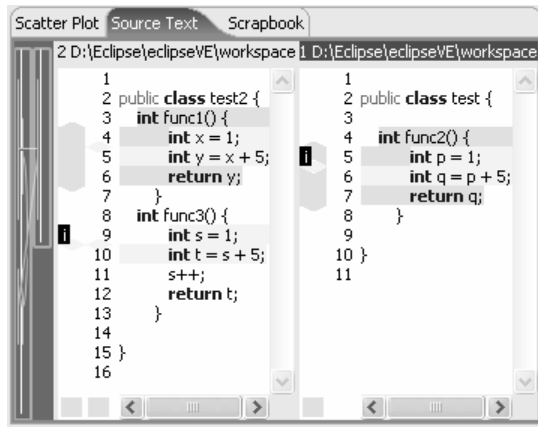 Scatter Plot Source Text Scrapbook
2 D:\Eclipse\eclipseVE\workspace
1
2 public class test2 {
3 int func1() {
4 int x = 1;
5 int y = x + 5;
6 return y;
7 }
8 int func3() {
i 9 int s = 1;
10 int t = s + 5;
11 s++;
12 return t;
13 }
14
15 }
16
1 D:\Eclipse\eclipseVE\workspace
1
2 public class test {
3
4 int func2() {
i 5 int p = 1;
6 int q = p + 5;
7 return q;
8 }
9
10 }
11